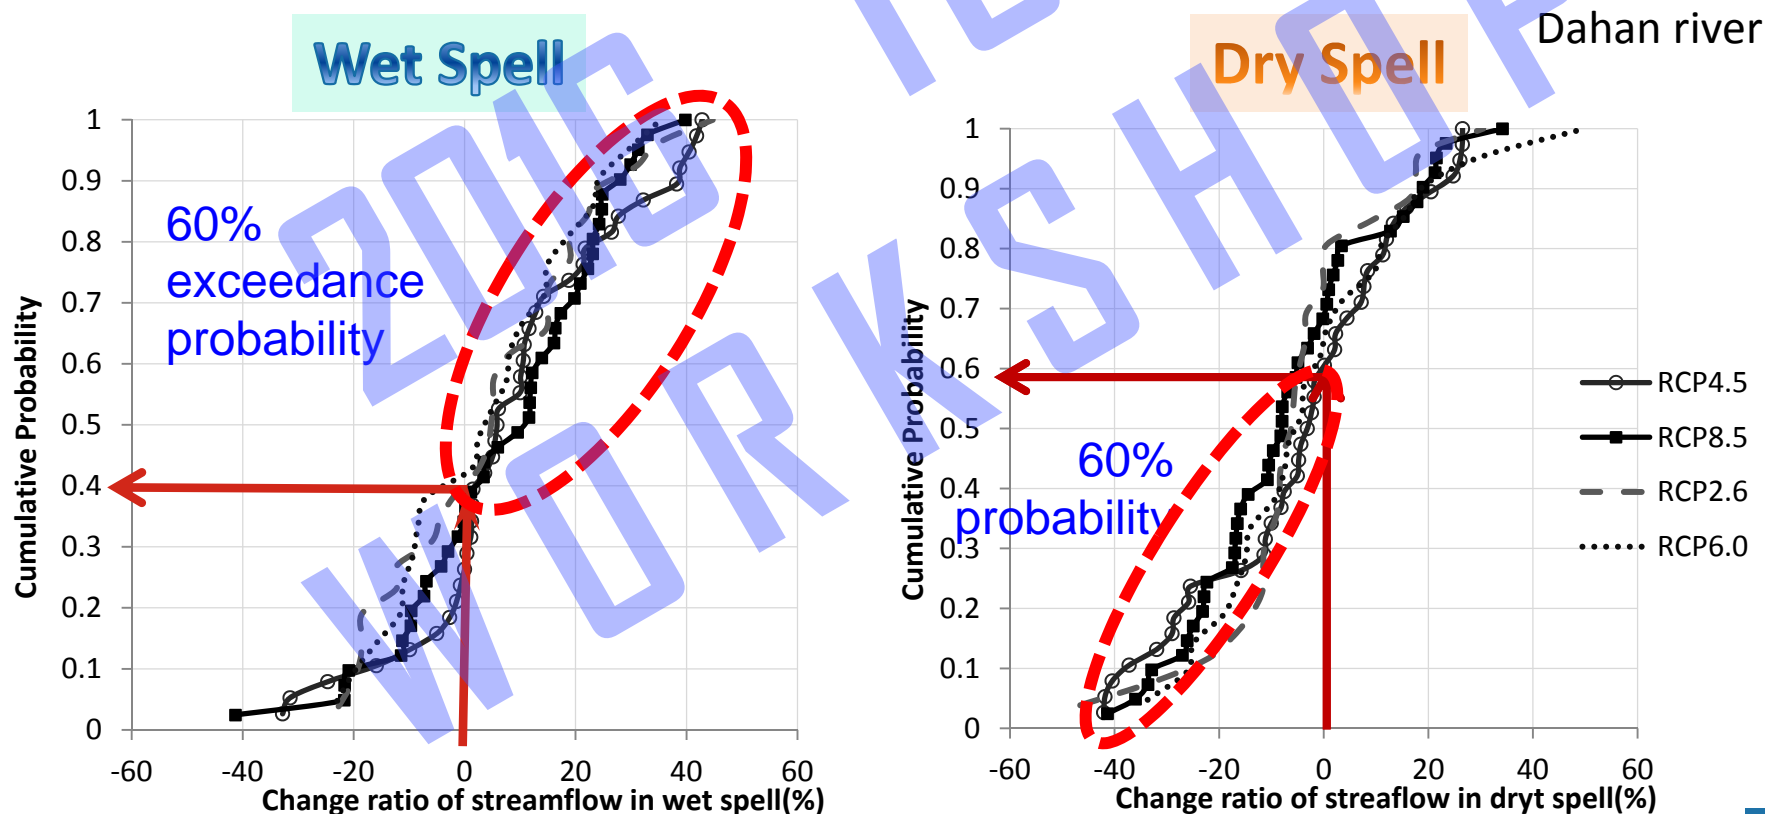 Dahan river
Wet Spell
Dry Spell
60%
exceedance
probability
Cumulative Probability
1
0.9
0.8
0.7
0.6
0.5
0.4
0.3
0.2
0.1
0
-60 -40 -20 0 20 40 60
Change ratio of streamflow in wet spell(%)
60%
probability
Cumulative Probability
1
0.9
0.8
0.7
0.6
0.5
0.4
0.3
0.2
0.1
0
-60 -40 -20 0 20 40 60
Change ratio of streaflow in dryt spell(%)
RCP4.5
RCP8.5
RCP2.6
RCP6.0
2016
WORKSHOP